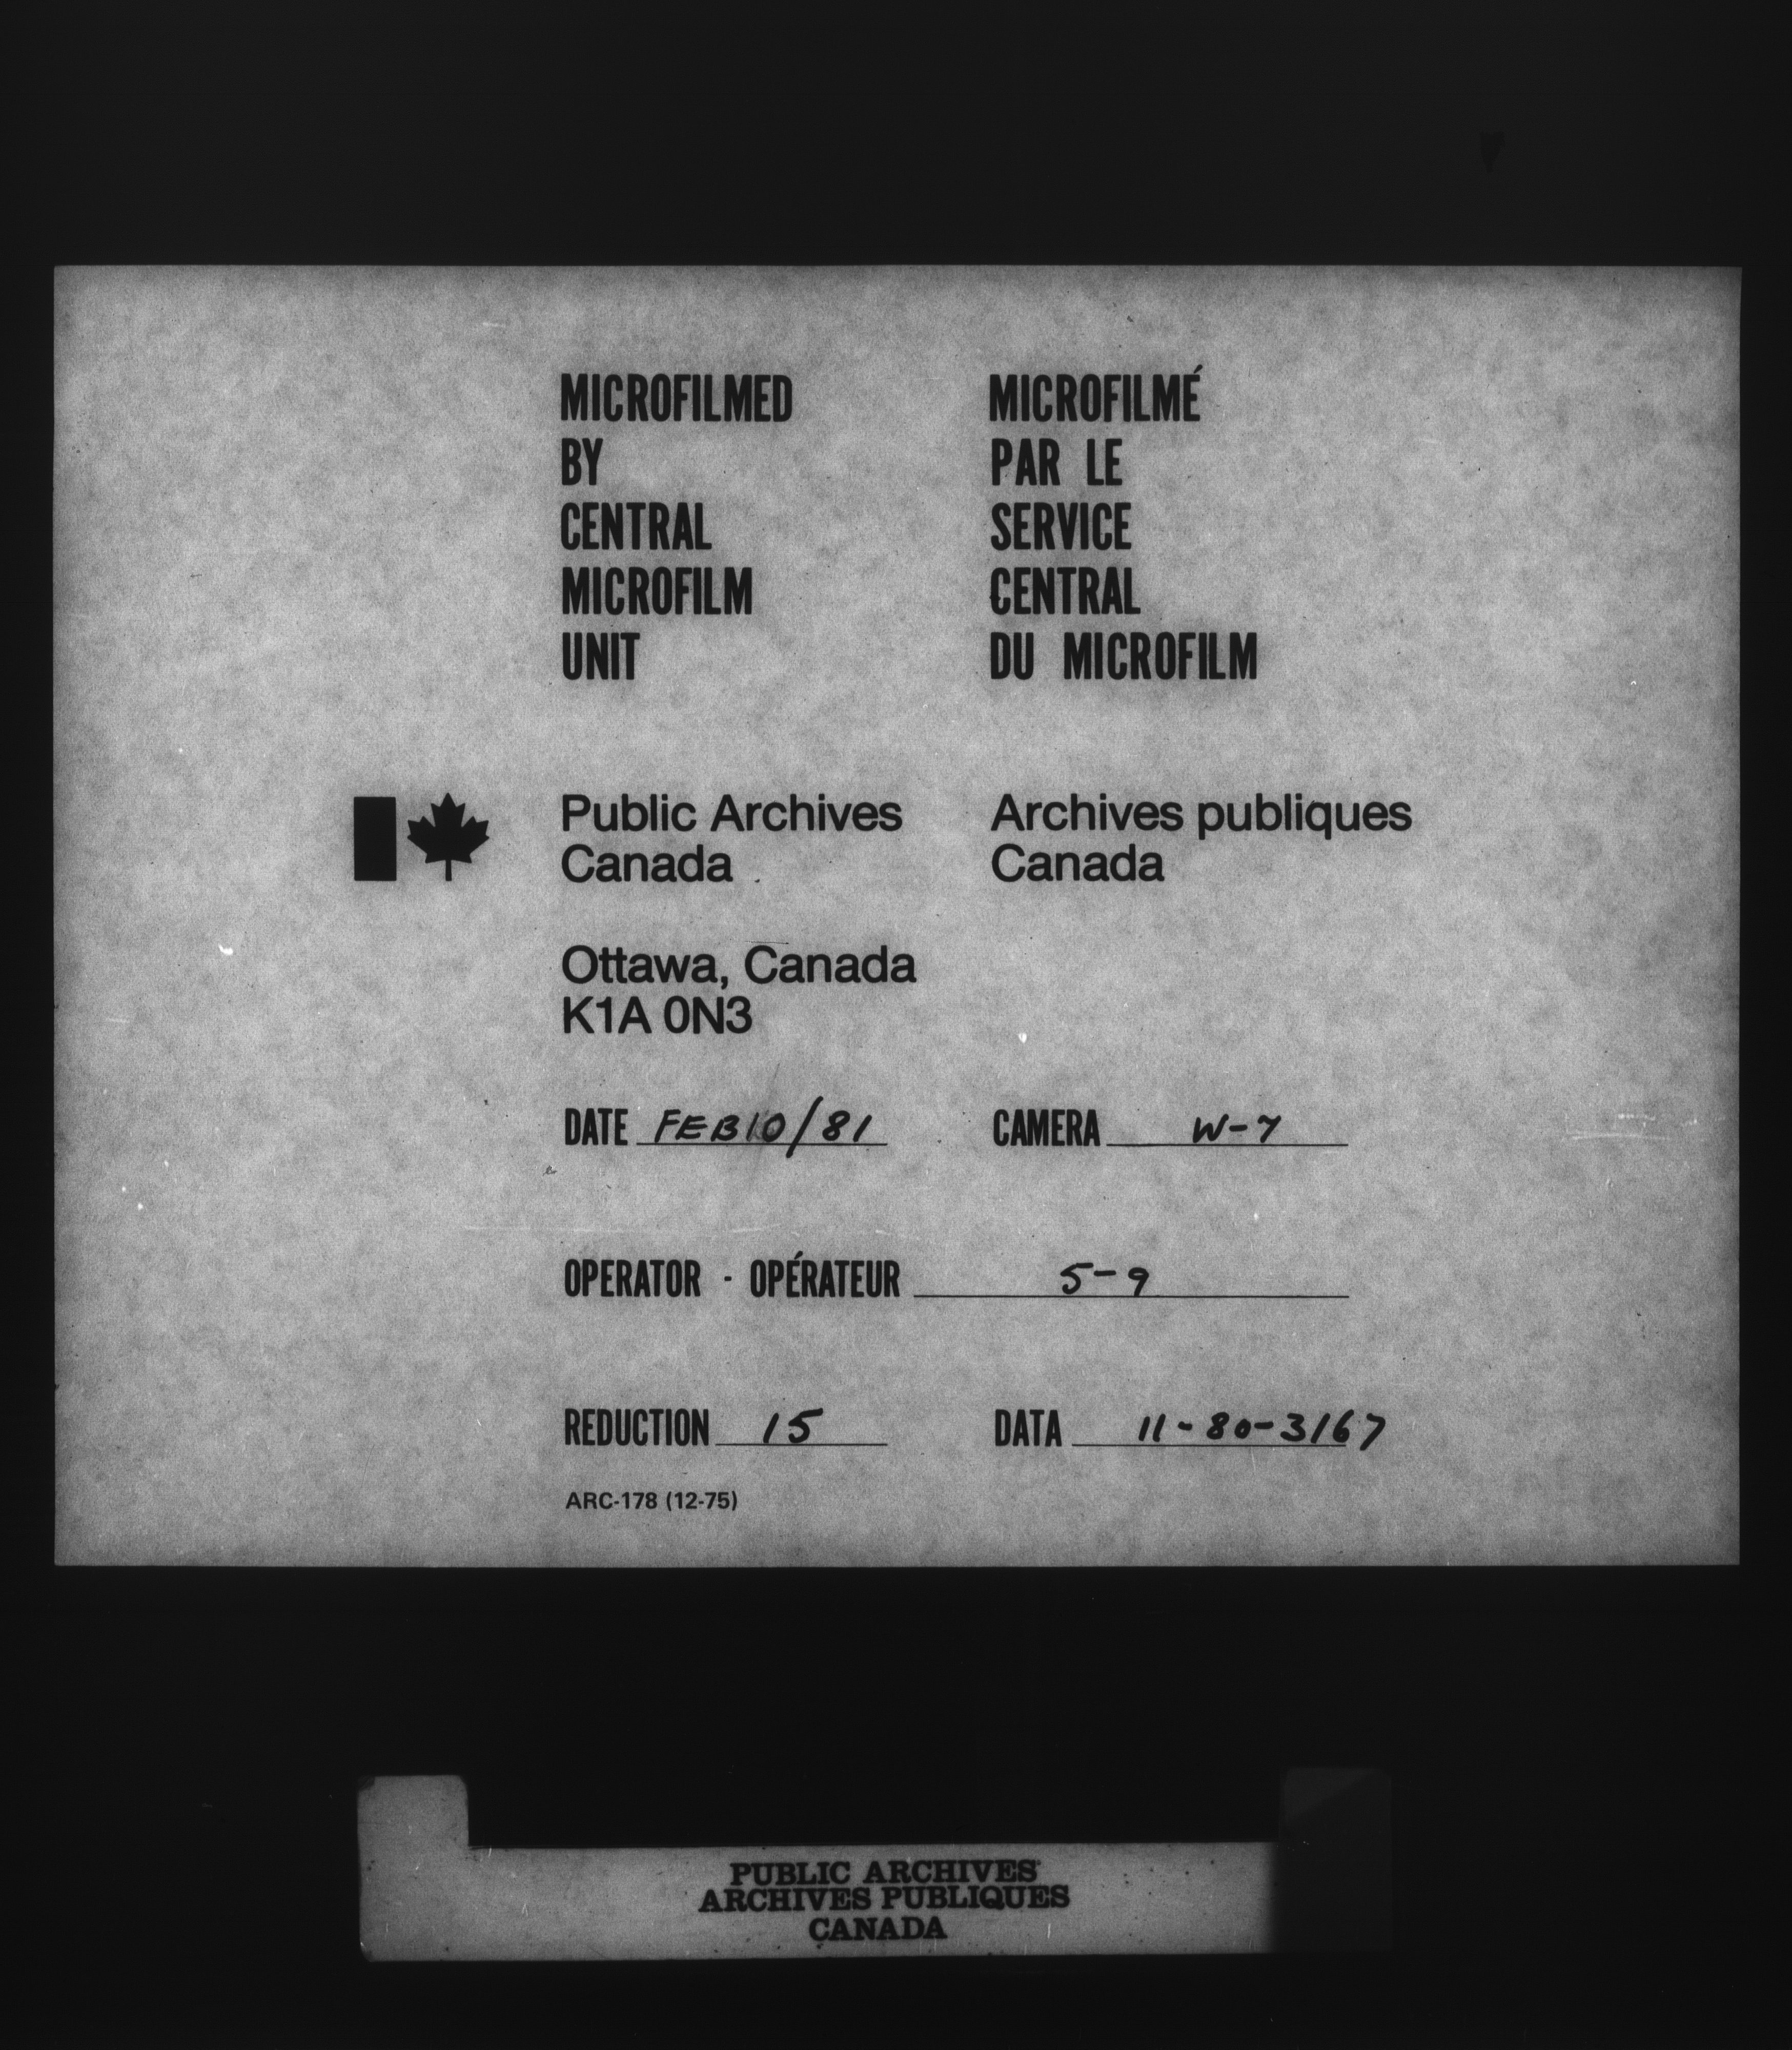 MICROFILMED
BY
CENTRAL
MICROFILM
UNIT
MICROFILMÉ
PAR LE
SERVICE
CENTRAL
DU MICROFILM
Public Archives
Canada
Archives publiques
Canada
Ottawa, Canada
K1A 0N3
DATE FEB10/81
CAMERA W-7
OPERATOR - OPÉRATEUR 5-9
REDUCTION 15
DATA 11-80-3167
ARC-178 (12-75)
PUBLIC ARCHIVES
ARCHIVES PUBLIQUES
CANADA